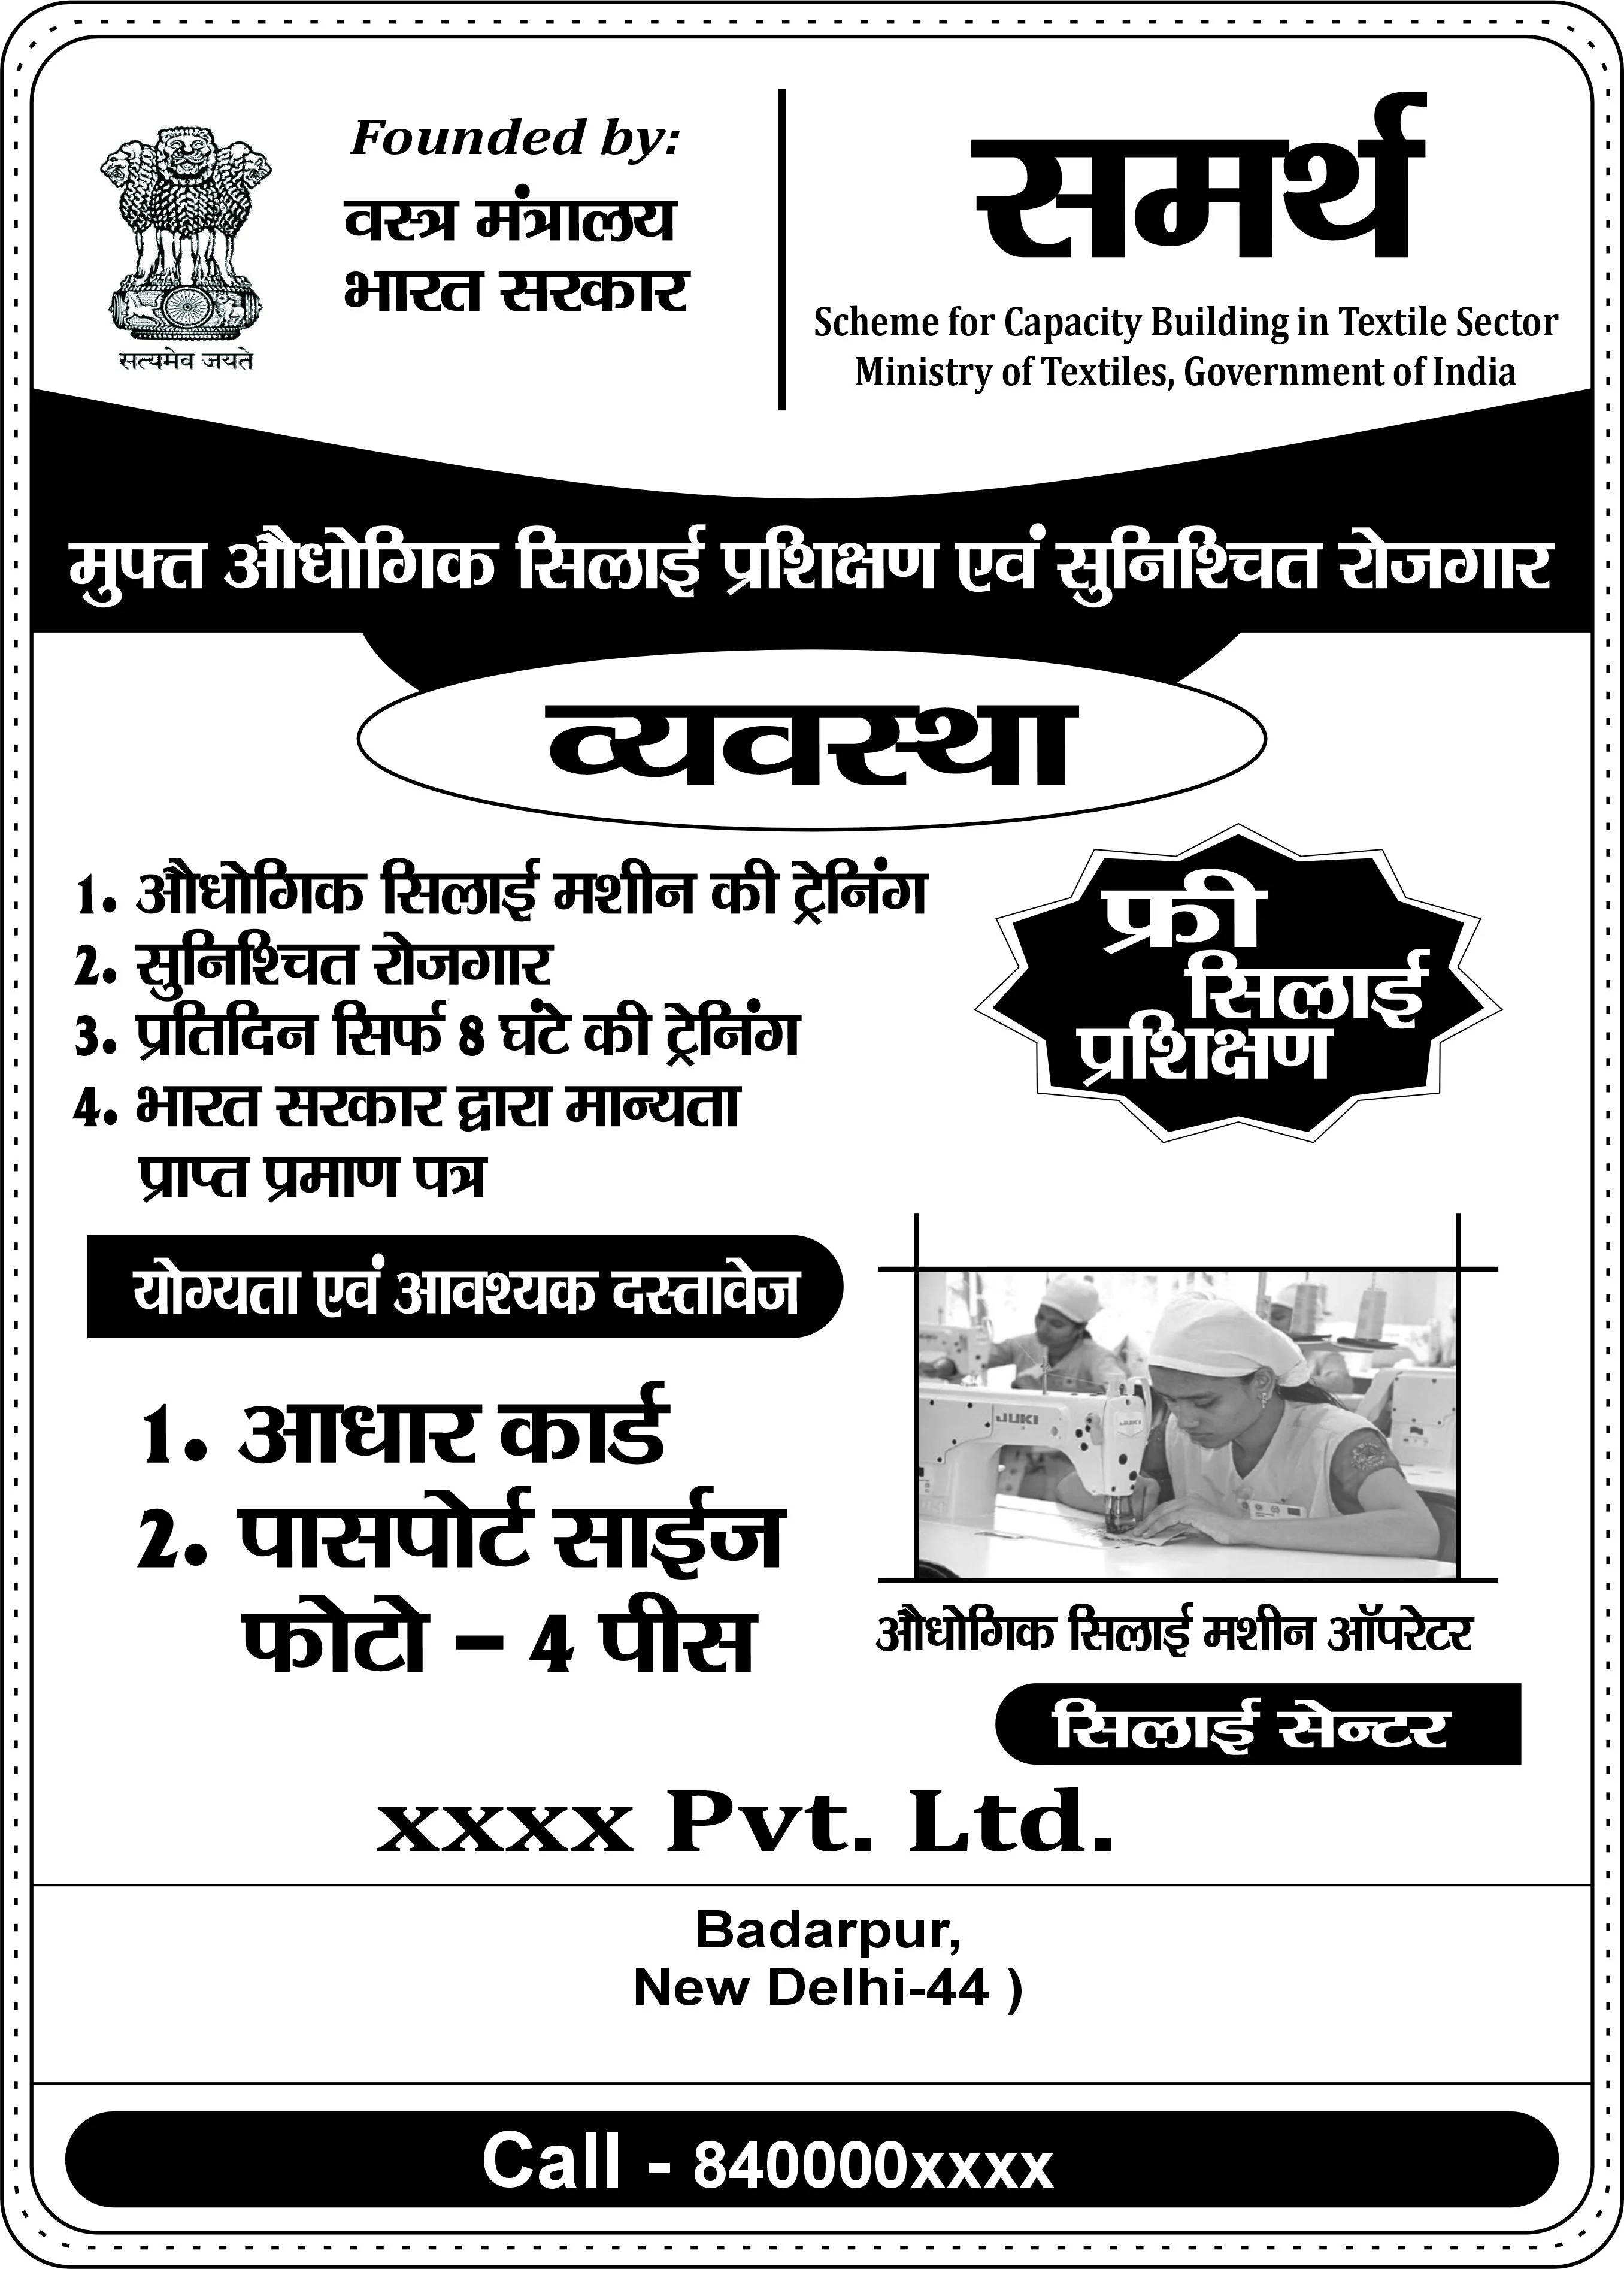 Founded by:
वस्त्र मंत्रालय
भारत सरकार
सत्यमेव जयते
समर्थ
Scheme for Capacity Building in Textile Sector
Ministry of Textiles, Government of India
मुफ्त औधोगिक सिलाई प्रशिक्षण एवं सुनिश्चित रोजगार
व्यवस्था
1. औधोगिक सिलाई मशीन की ट्रेनिंग
2. सुनिश्चित रोजगार
3. प्रतिदिन सिर्फ 8 घंटे की ट्रेनिंग
4. भारत सरकार द्वारा मान्यता
प्राप्त प्रमाण पत्र
फ्री
सिलाई
प्रशिक्षण
योग्यता एवं आवश्यक दस्तावेज
1. आधार कार्ड
2. पासपोर्ट साईज
फोटो – 4 पीस
JUKI
JUKI
औधोगिक सिलाई मशीन ऑपरेटर
सिलाई सेन्टर
xxxx Pvt. Ltd.
Badarpur,
New Delhi-44 )
Call - 840000xxxx